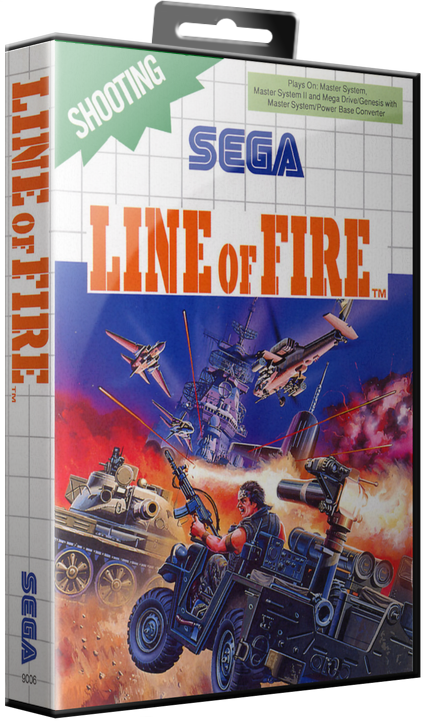 SHOOTING
Plays On: Master System,
Master System II and Mega Drive/Genesis with
Master System/Power Base Converter
SEGA
LINE OF FIRE
TM
LINE OF FIRE
TM
SEGA
9006